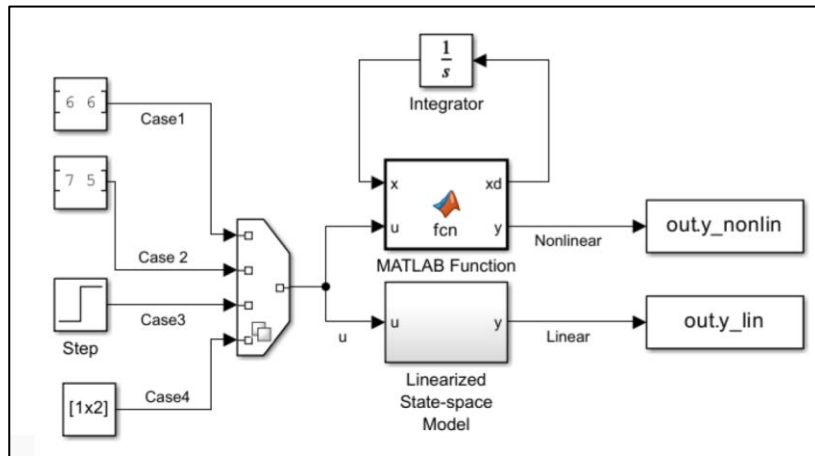 1
s
Integrator
6 6
Case1
7 5
Case 2
x
xd
u
fcn
y
Nonlinear
out.y_nonlin
MATLAB Function
Step
Case3
u
u
y
Linear
out.y_lin
[1x2]
Case4
Linearized
State-space
Model